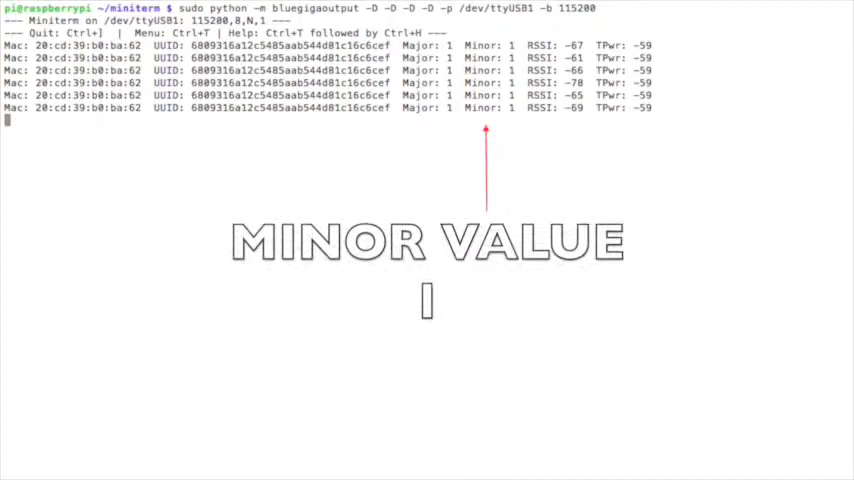 pi@raspberrypi ~/miniterm $ sudo python -m bluegigaoutput -D -D -D -D -p /dev/ttyUSB1 -b 115200
--- Miniterm on /dev/ttyUSB1: 115200,8,N,1 ---
--- Quit: Ctrl+]  |  Menu: Ctrl+T | Help: Ctrl+T followed by Ctrl+H ---
Mac: 20:cd:39:b0:ba:62  UUID: 6809316a12c5485aab544d81c16c6cef  Major: 1  Minor: 1  RSSI: -67  TPwr: -59
Mac: 20:cd:39:b0:ba:62  UUID: 6809316a12c5485aab544d81c16c6cef  Major: 1  Minor: 1  RSSI: -61  TPwr: -59
Mac: 20:cd:39:b0:ba:62  UUID: 6809316a12c5485aab544d81c16c6cef  Major: 1  Minor: 1  RSSI: -66  TPwr: -59
Mac: 20:cd:39:b0:ba:62  UUID: 6809316a12c5485aab544d81c16c6cef  Major: 1  Minor: 1  RSSI: -78  TPwr: -59
Mac: 20:cd:39:b0:ba:62  UUID: 6809316a12c5485aab544d81c16c6cef  Major: 1  Minor: 1  RSSI: -65  TPwr: -59
Mac: 20:cd:39:b0:ba:62  UUID: 6809316a12c5485aab544d81c16c6cef  Major: 1  Minor: 1  RSSI: -69  TPwr: -59
MINOR VALUE
1